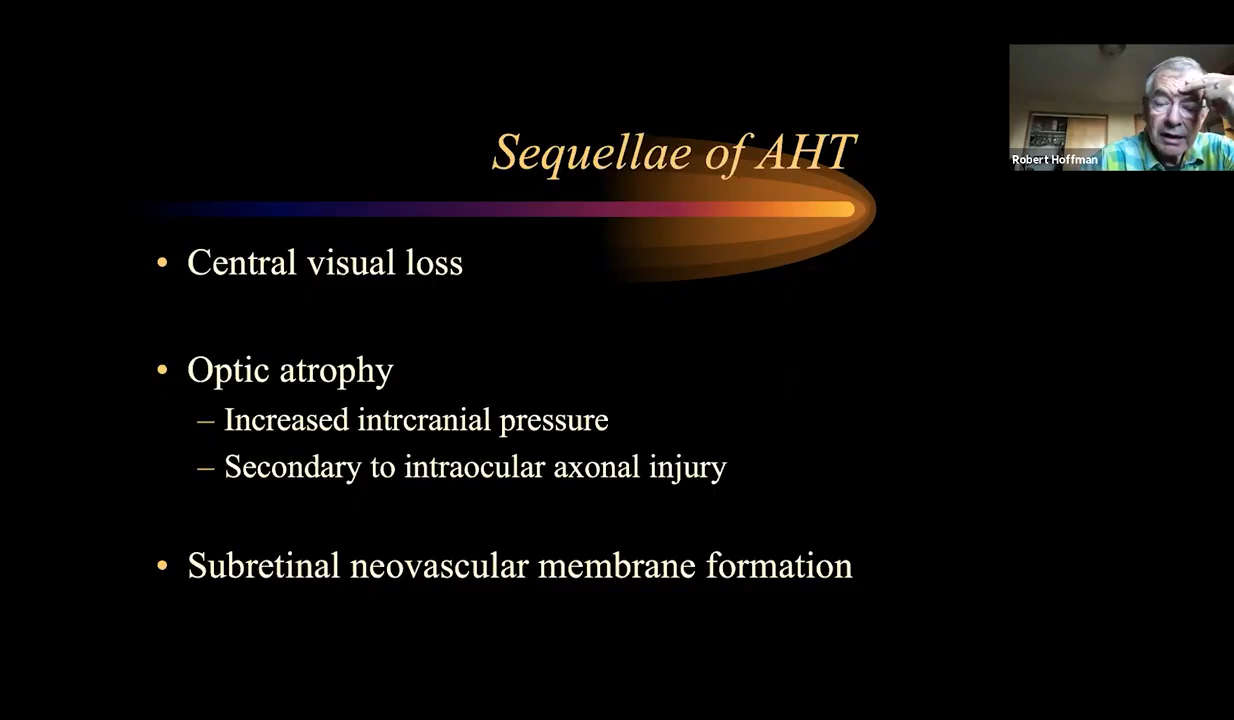 Sequellae of AHT
Robert Hoffman
• Central visual loss
• Optic atrophy
– Increased intrcranial pressure
– Secondary to intraocular axonal injury
• Subretinal neovascular membrane formation